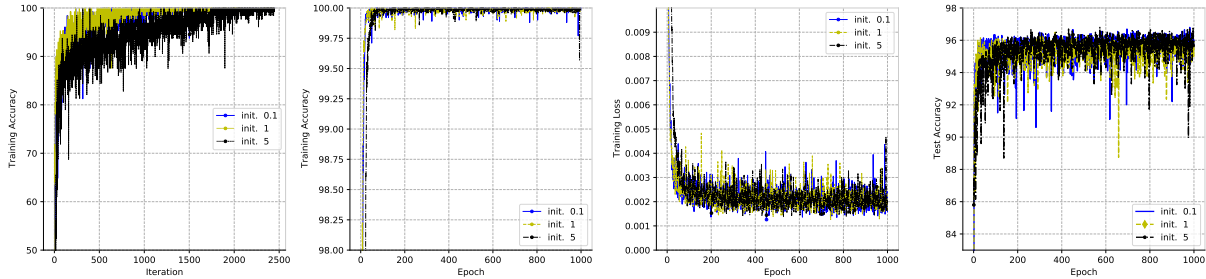 100
90
80
70
60
50
Training Accuracy
0 500 1000 1500 2000 2500
Iteration
init. 0.1
init. 1
init. 5
100.00
99.75
99.50
99.25
99.00
98.75
98.50
98.25
98.00
Training Accuracy
0 200 400 600 800 1000
Epoch
init. 0.1
init. 1
init. 5
0.009
0.008
0.007
0.006
0.005
0.004
0.003
0.002
0.001
0.000
Training Loss
0 200 400 600 800 1000
Epoch
init. 0.1
init. 1
init. 5
98
96
94
92
90
88
86
84
Test Accuracy
0 200 400 600 800 1000
Epoch
init. 0.1
init. 1
init. 5